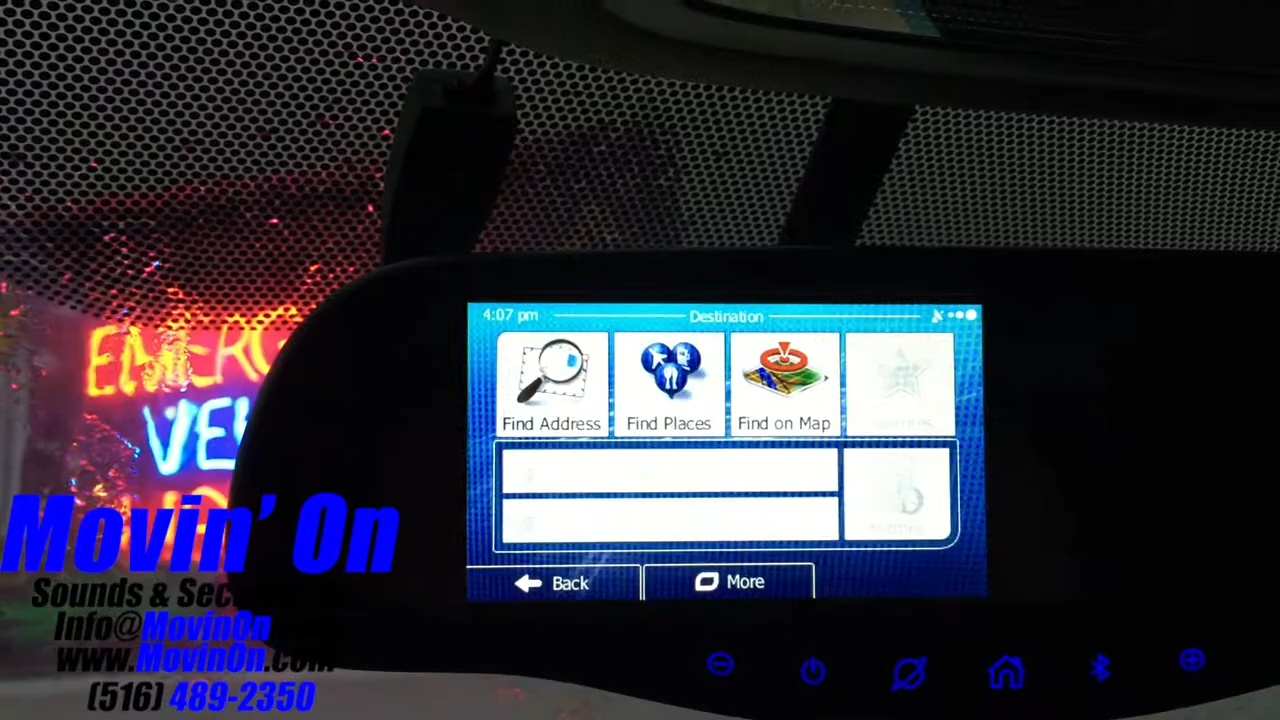 4:07 pm Destination
Find Address Find Places Find on Map
Back More
Movin' On
Sounds &
Info@MovinOn
www.MovinOn.com
(516) 489-2350